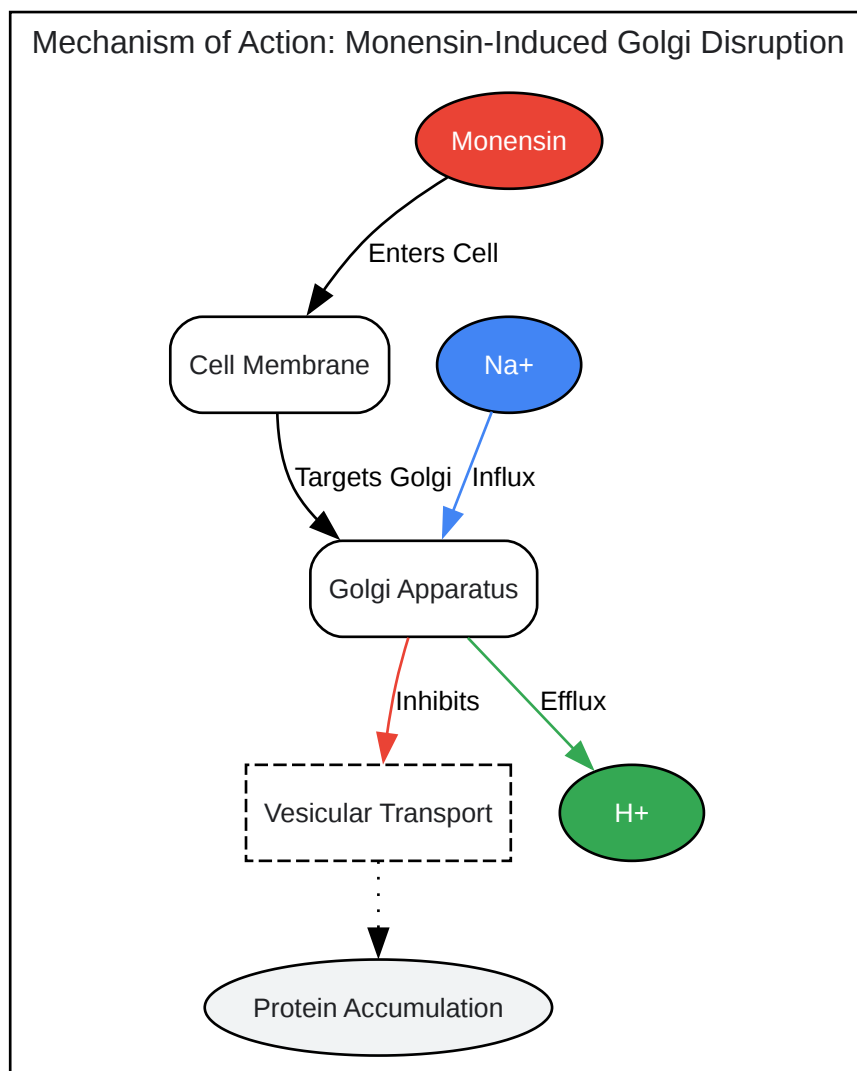 Mechanism of Action: Monensin-Induced Golgi Disruption
Monensin
Enters Cell
Cell Membrane
Na+
Targets Golgi
Influx
Golgi Apparatus
Inhibits
Efflux
Vesicular Transport
H+
Protein Accumulation